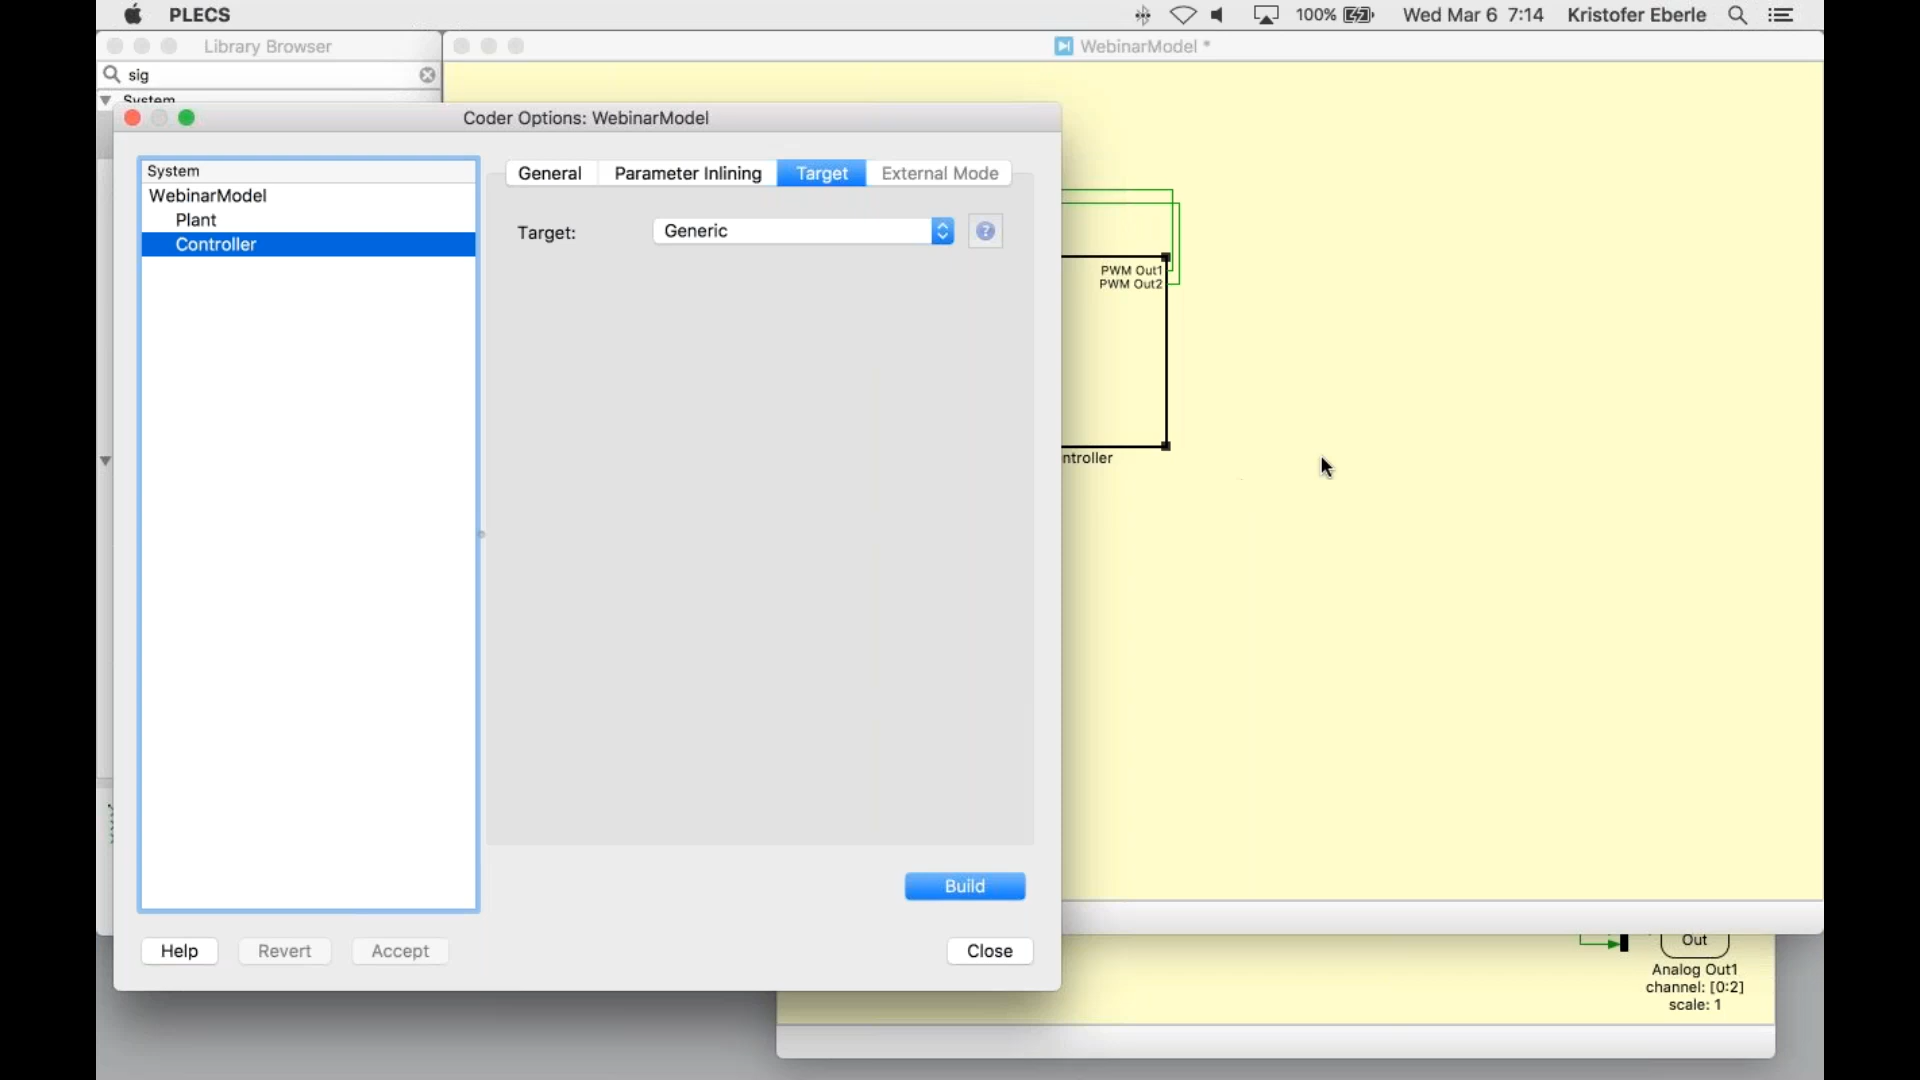 PLECS
100%
Wed Mar 6 7:14
Kristofer Eberle
Library Browser
WebinarModel *
sig
System
Coder Options: WebinarModel
System
WebinarModel
Plant
Controller
General
Parameter Inlining
Target
External Mode
Target:
Generic
?
PWM Out1
PWM Out2
ntroller
Build
Help
Revert
Accept
Close
Out
Analog Out1
channel: [0:2]
scale: 1